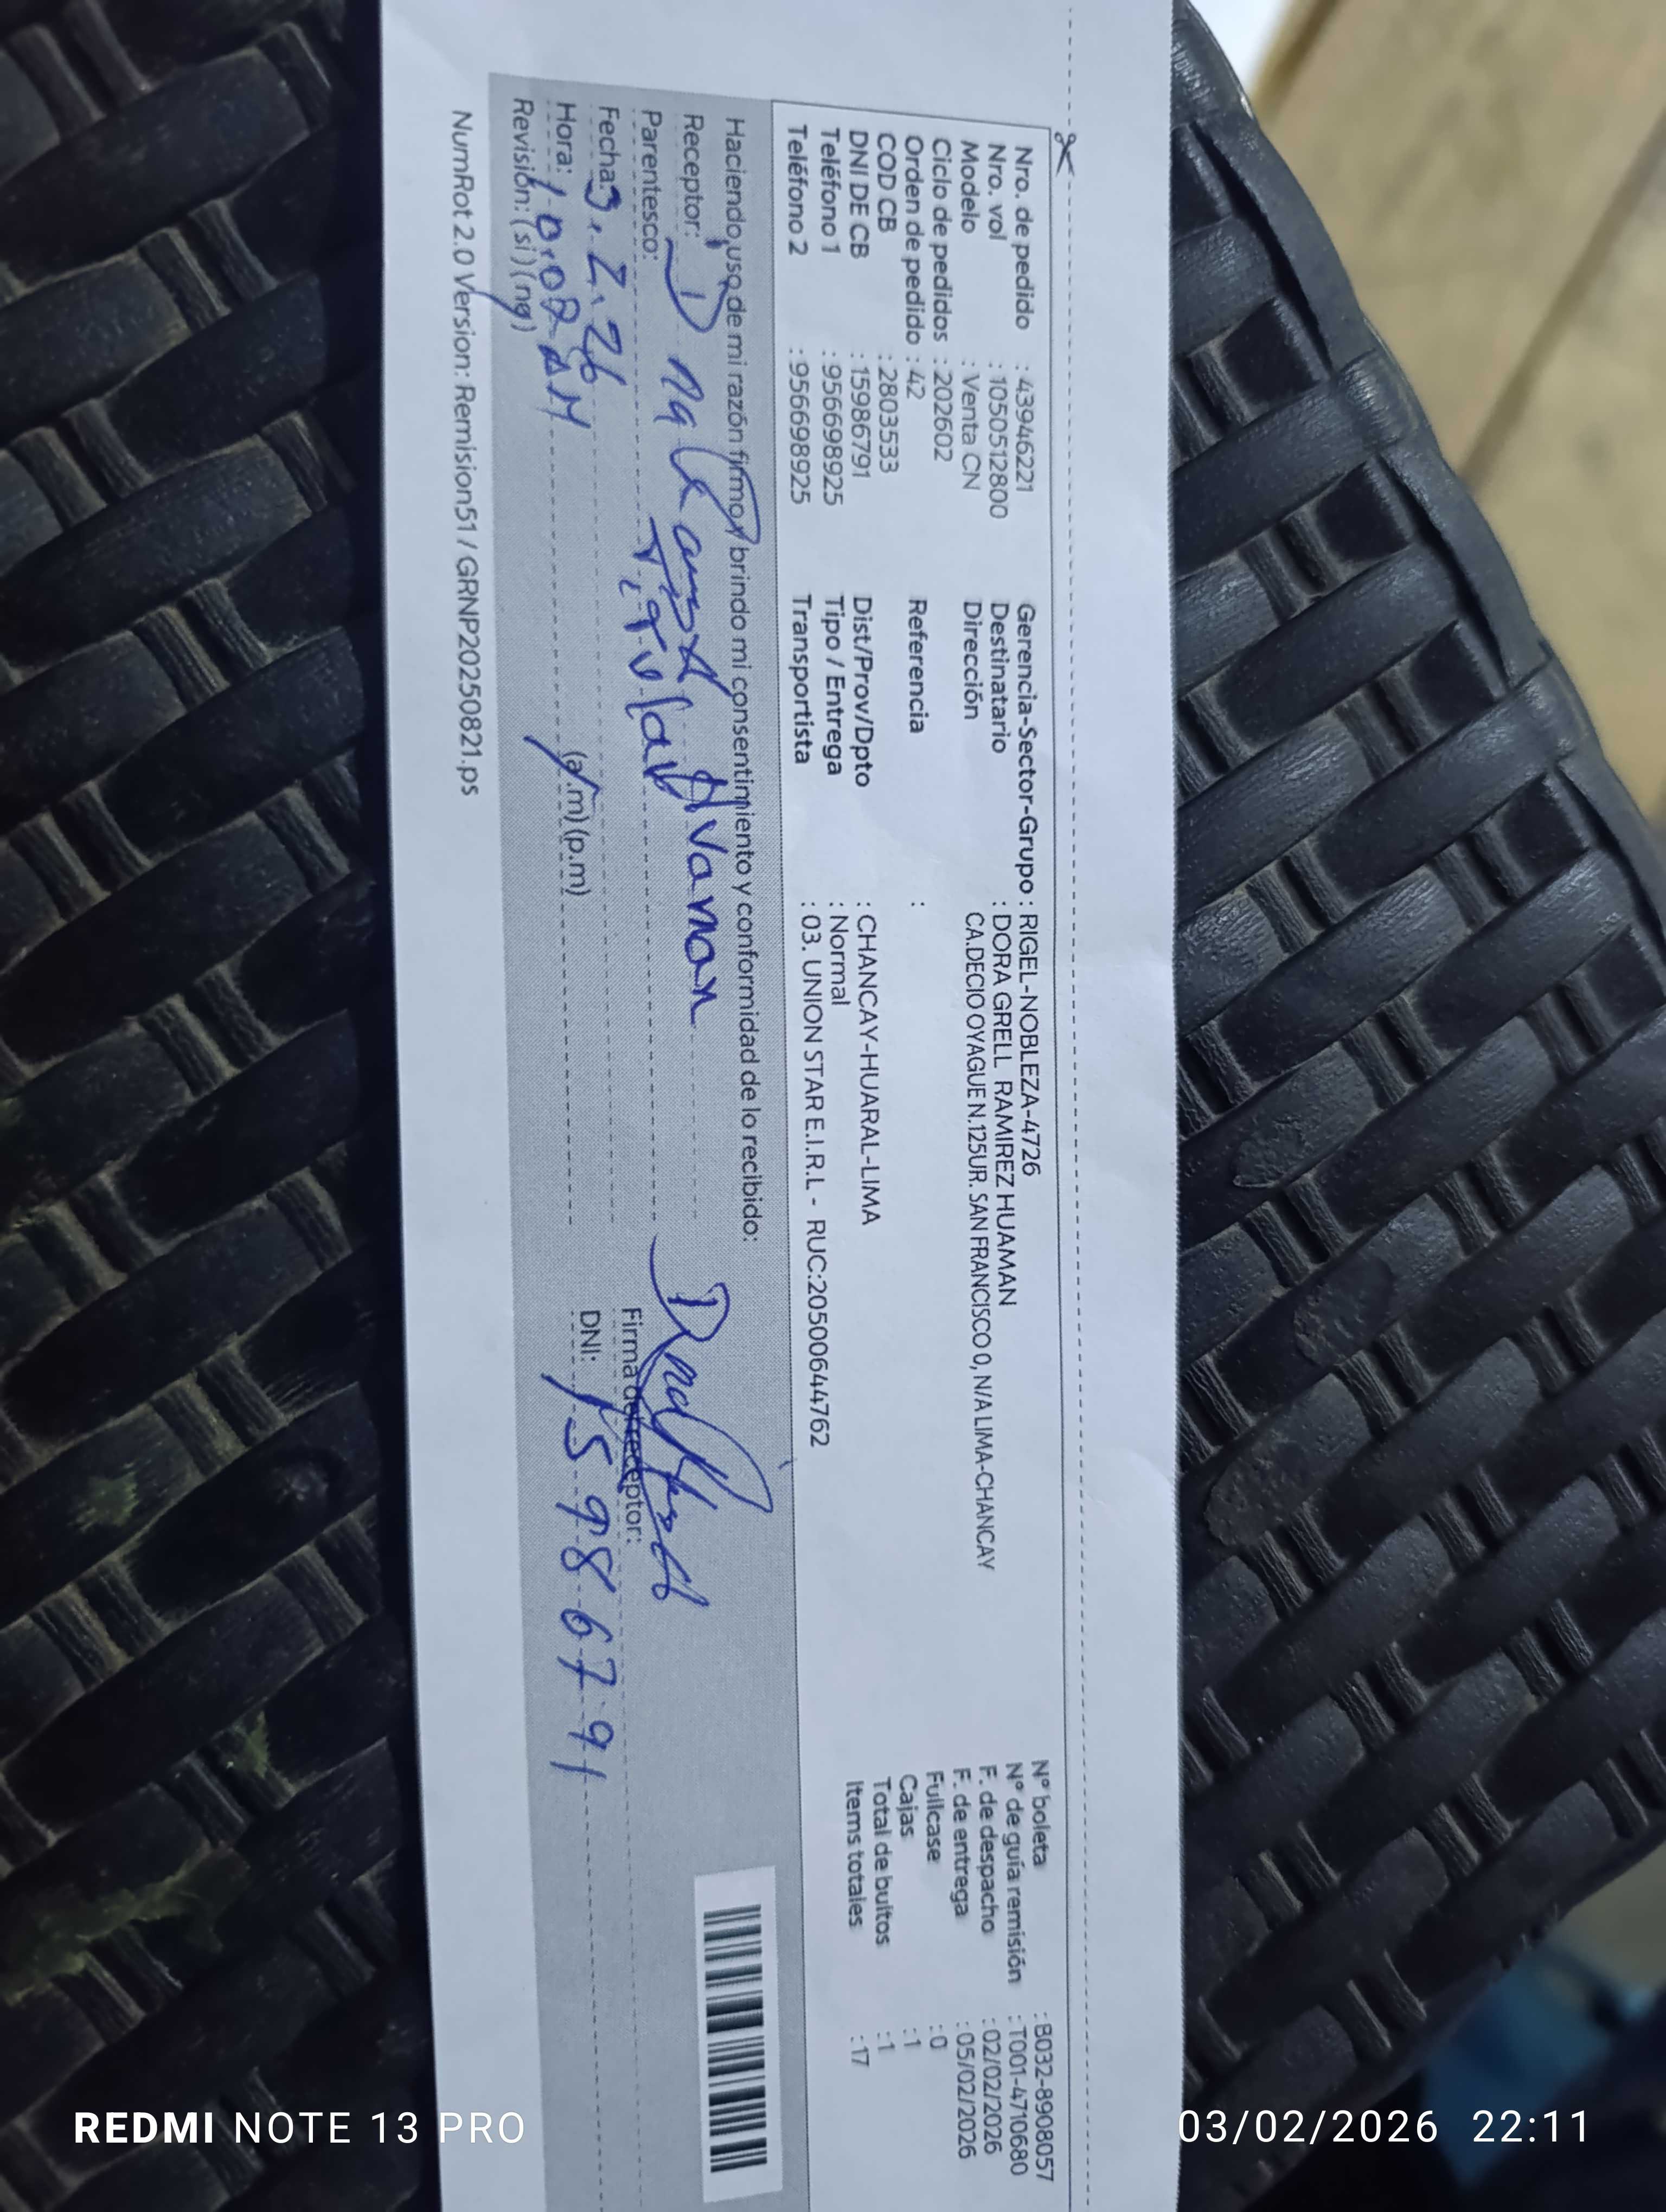 Nro. de pedido : 43946221
Nro. vol : 1050512800
Modelo : Venta CN
Ciclo de pedidos : 202602
Orden de pedido : 42
COD CB : 2803533
DNI DE CB : 15986791
Teléfono 1 : 956698925
Teléfono 2 : 956698925
Gerencia-Sector-Grupo : RIGEL-NOBLEZA-4726
Destinatario : DORA GRELL RAMIREZ HUAMAN
Dirección CA.DECIO OYAGUE N.125UR. SAN FRANCISCO 0, N/A LIMA-CHANCAY
Referencia :
Dist/Prov/Dpto : CHANCAY-HUARAL-LIMA
Tipo / Entrega : Normal
Transportista : 03. UNION STAR E.I.R.L - RUC:20500644762
N° boleta : B032-8908057
N° de guía remisión : T001-4710680
F. de despacho : 02/02/2026
F. de entrega : 05/02/2026
Fullcase : 0
Cajas : 1
Total de bultos : 1
Items totales : 17
Haciendo uso de mi razón firmo y brindo mi consentimiento y conformidad de lo recibido:
Receptor:
Parentesco: Titular
Fecha: 3.2.26
Hora: (a.m) (p.m)
Revisión: (si) (no)
Firma del receptor:
DNI: 15986791
NumRot 2.0 Version: Remision51 / GRNP20250821.ps
REDMI NOTE 13 PRO
03/02/2026 22:11